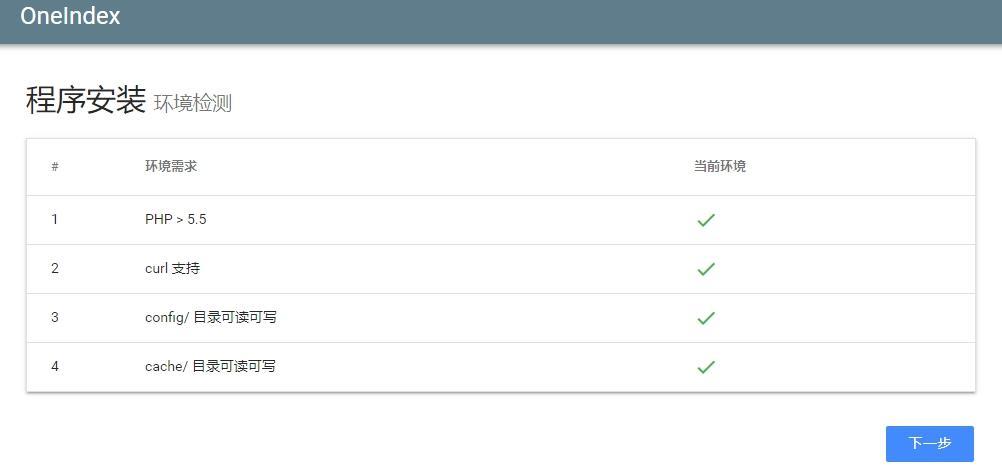 OneIndex
程序安装 环境检测
# 环境需求 当前环境
1 PHP > 5.5
2 curl 支持
3 config/ 目录可读可写
4 cache/ 目录可读可写
下一步